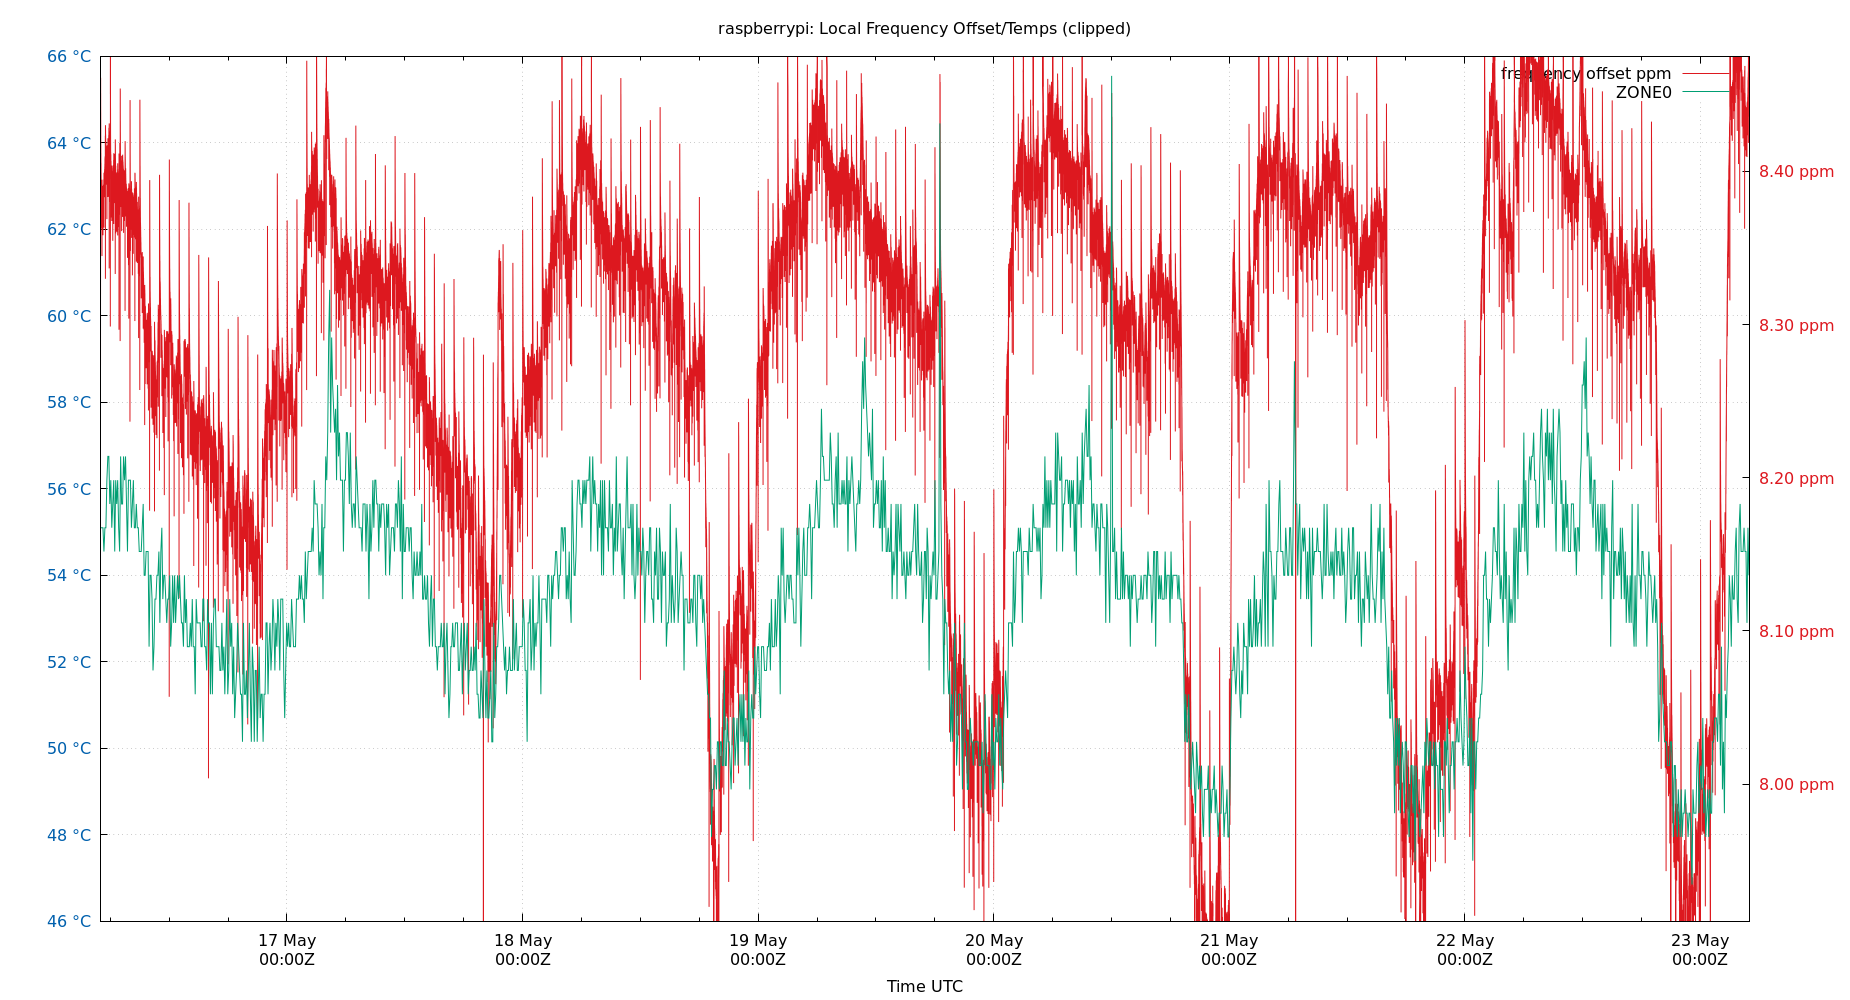 raspberrypi: Local Frequency Offset/Temps (clipped)
66 °C
64 °C
62 °C
60 °C
58 °C
56 °C
54 °C
52 °C
50 °C
48 °C
46 °C
frequency offset ppm
ZONE0
8.40 ppm
8.30 ppm
8.20 ppm
8.10 ppm
8.00 ppm
17 May
00:00Z
18 May
00:00Z
19 May
00:00Z
20 May
00:00Z
21 May
00:00Z
22 May
00:00Z
23 May
00:00Z
Time UTC